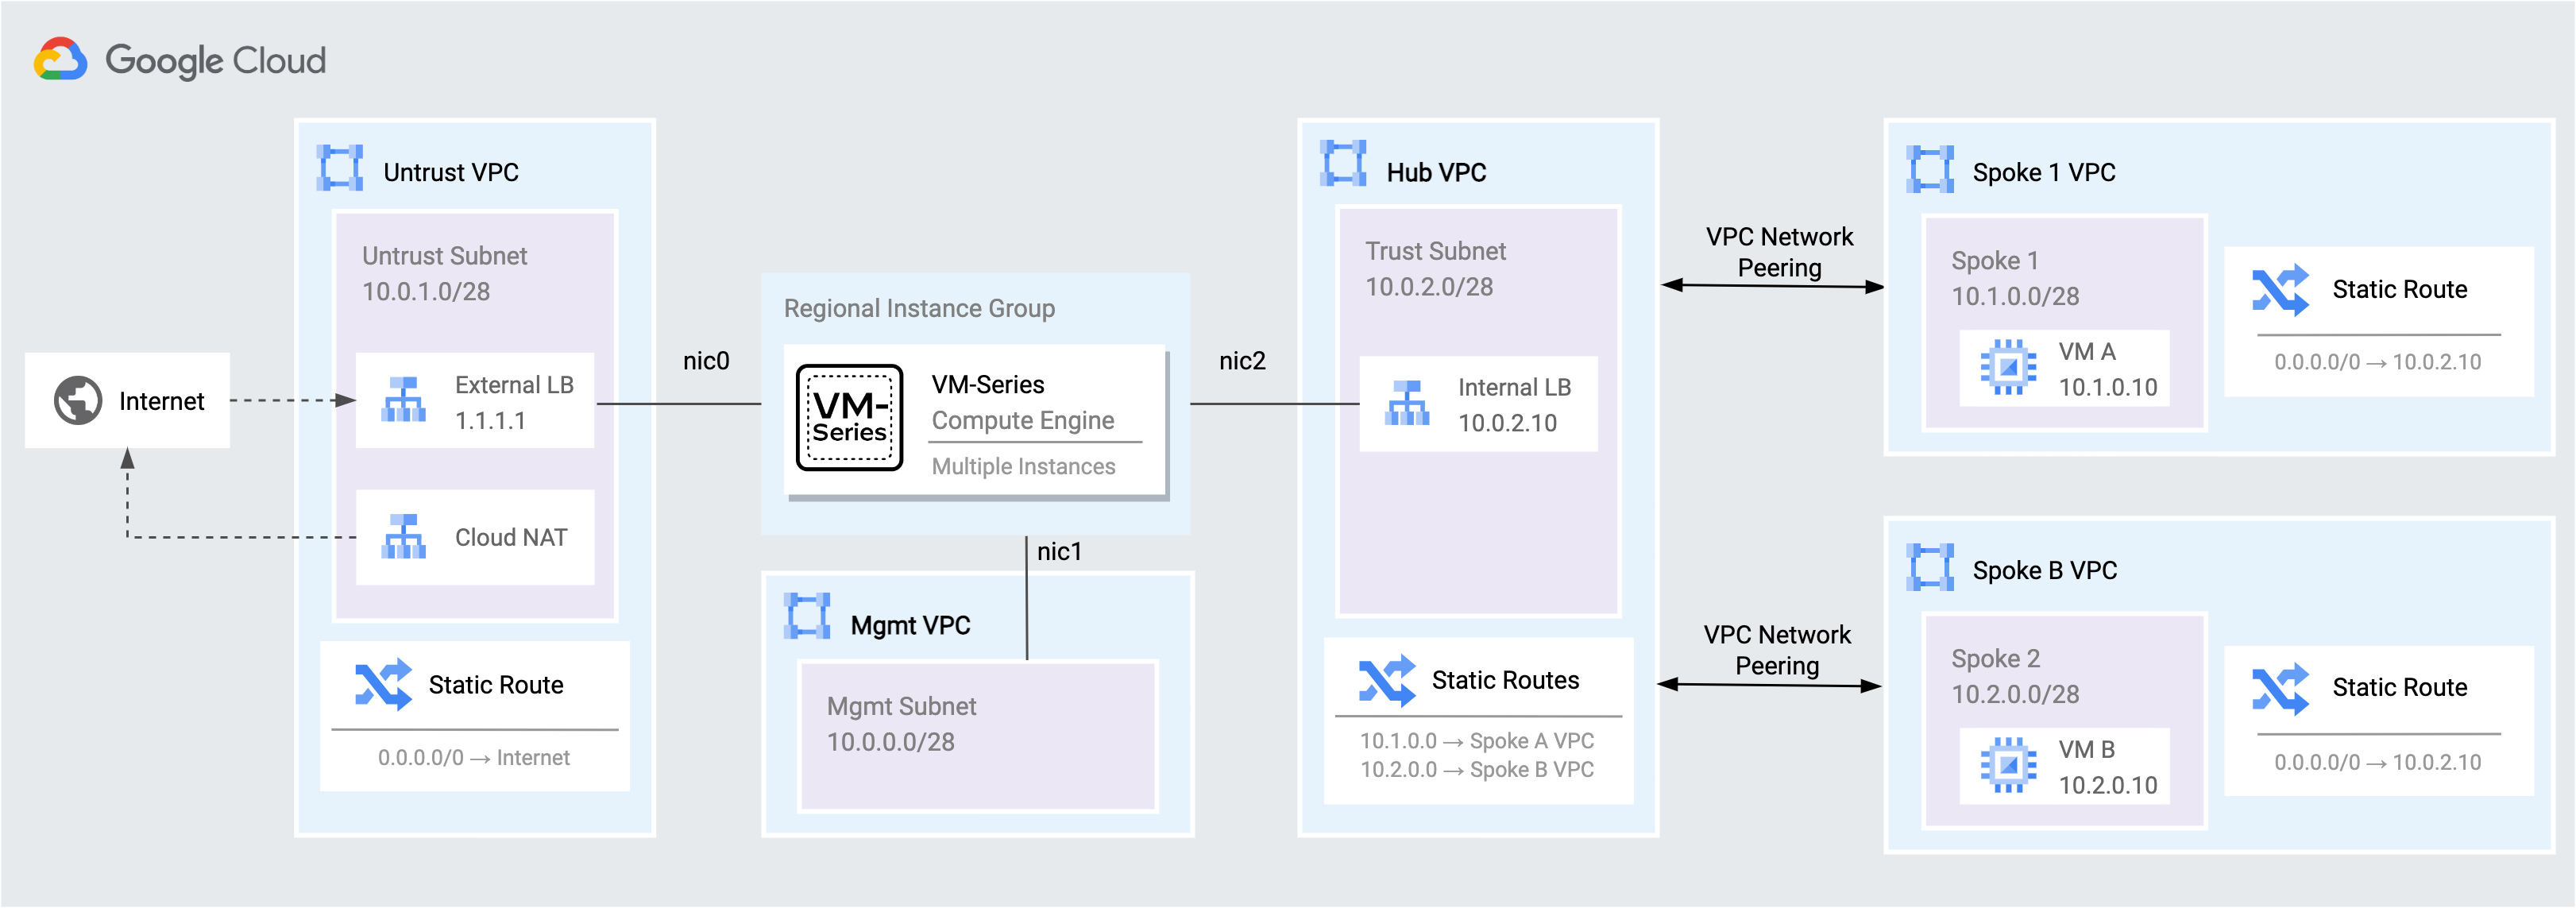 Google Cloud
Untrust VPC
Untrust Subnet
10.0.1.0/28
Internet
External LB
1.1.1.1
Cloud NAT
Static Route
0.0.0.0/0 → Internet
nic0
Regional Instance Group
VM-
Series
VM-Series
Compute Engine
Multiple Instances
nic1
Mgmt VPC
Mgmt Subnet
10.0.0.0/28
nic2
Hub VPC
Trust Subnet
10.0.2.0/28
Internal LB
10.0.2.10
Static Routes
10.1.0.0 → Spoke A VPC
10.2.0.0 → Spoke B VPC
VPC Network
Peering
Spoke 1 VPC
Spoke 1
10.1.0.0/28
VM A
10.1.0.10
Static Route
0.0.0.0/0 → 10.0.2.10
VPC Network
Peering
Spoke B VPC
Spoke 2
10.2.0.0/28
VM B
10.2.0.10
Static Route
0.0.0.0/0 → 10.0.2.10